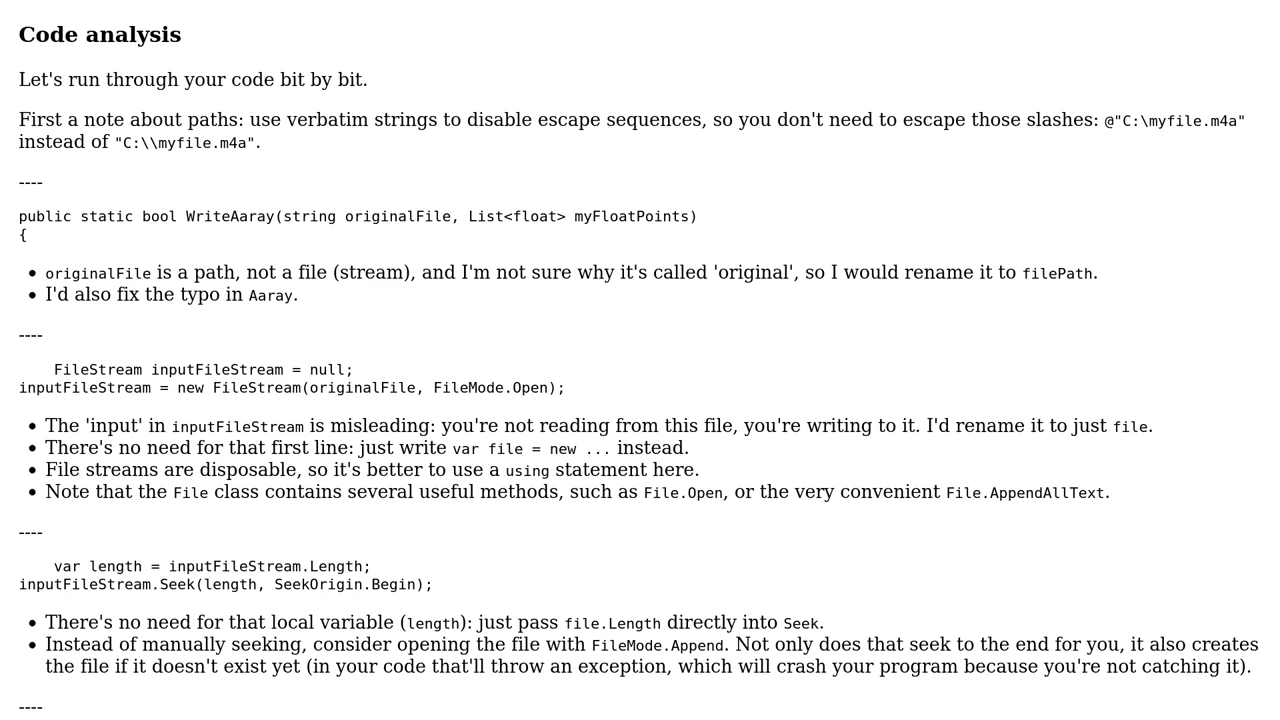 Code analysis
Let's run through your code bit by bit.
First a note about paths: use verbatim strings to disable escape sequences, so you don't need to escape those slashes: @"C:\myfile.m4a"
instead of "C:\\myfile.m4a".
----
public static bool WriteAaray(string originalFile, List<float> myFloatPoints)
{
• originalFile is a path, not a file (stream), and I'm not sure why it's called 'original', so I would rename it to filePath.
• I'd also fix the typo in Aaray.
----
    FileStream inputFileStream = null;
inputFileStream = new FileStream(originalFile, FileMode.Open);
• The 'input' in inputFileStream is misleading: you're not reading from this file, you're writing to it. I'd rename it to just file.
• There's no need for that first line: just write var file = new ... instead.
• File streams are disposable, so it's better to use a using statement here.
• Note that the File class contains several useful methods, such as File.Open, or the very convenient File.AppendAllText.
----
    var length = inputFileStream.Length;
inputFileStream.Seek(length, SeekOrigin.Begin);
• There's no need for that local variable (length): just pass file.Length directly into Seek.
• Instead of manually seeking, consider opening the file with FileMode.Append. Not only does that seek to the end for you, it also creates
the file if it doesn't exist yet (in your code that'll throw an exception, which will crash your program because you're not catching it).
----